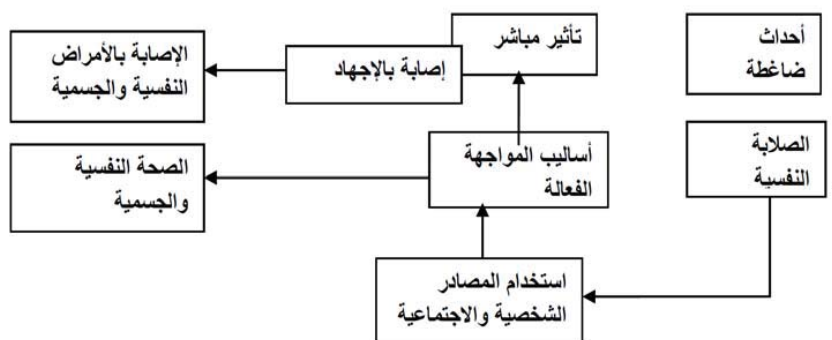 أحداث
ضاغطة
تأثير مباشر
إصابة بالإجهاد
الإصابة بالأمراض
النفسية والجسمية
الصلابة
النفسية
أساليب المواجهة
الفعالة
الصحة النفسية
والجسمية
استخدام المصادر
الشخصية والاجتماعية